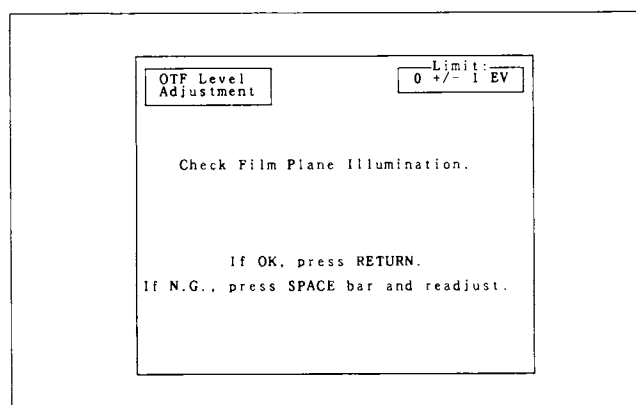 OTF Level
Adjustment
Limit:
0 +/- 1 EV
Check Film Plane Illumination.
If OK, press RETURN.
If N.G., press SPACE bar and readjust.